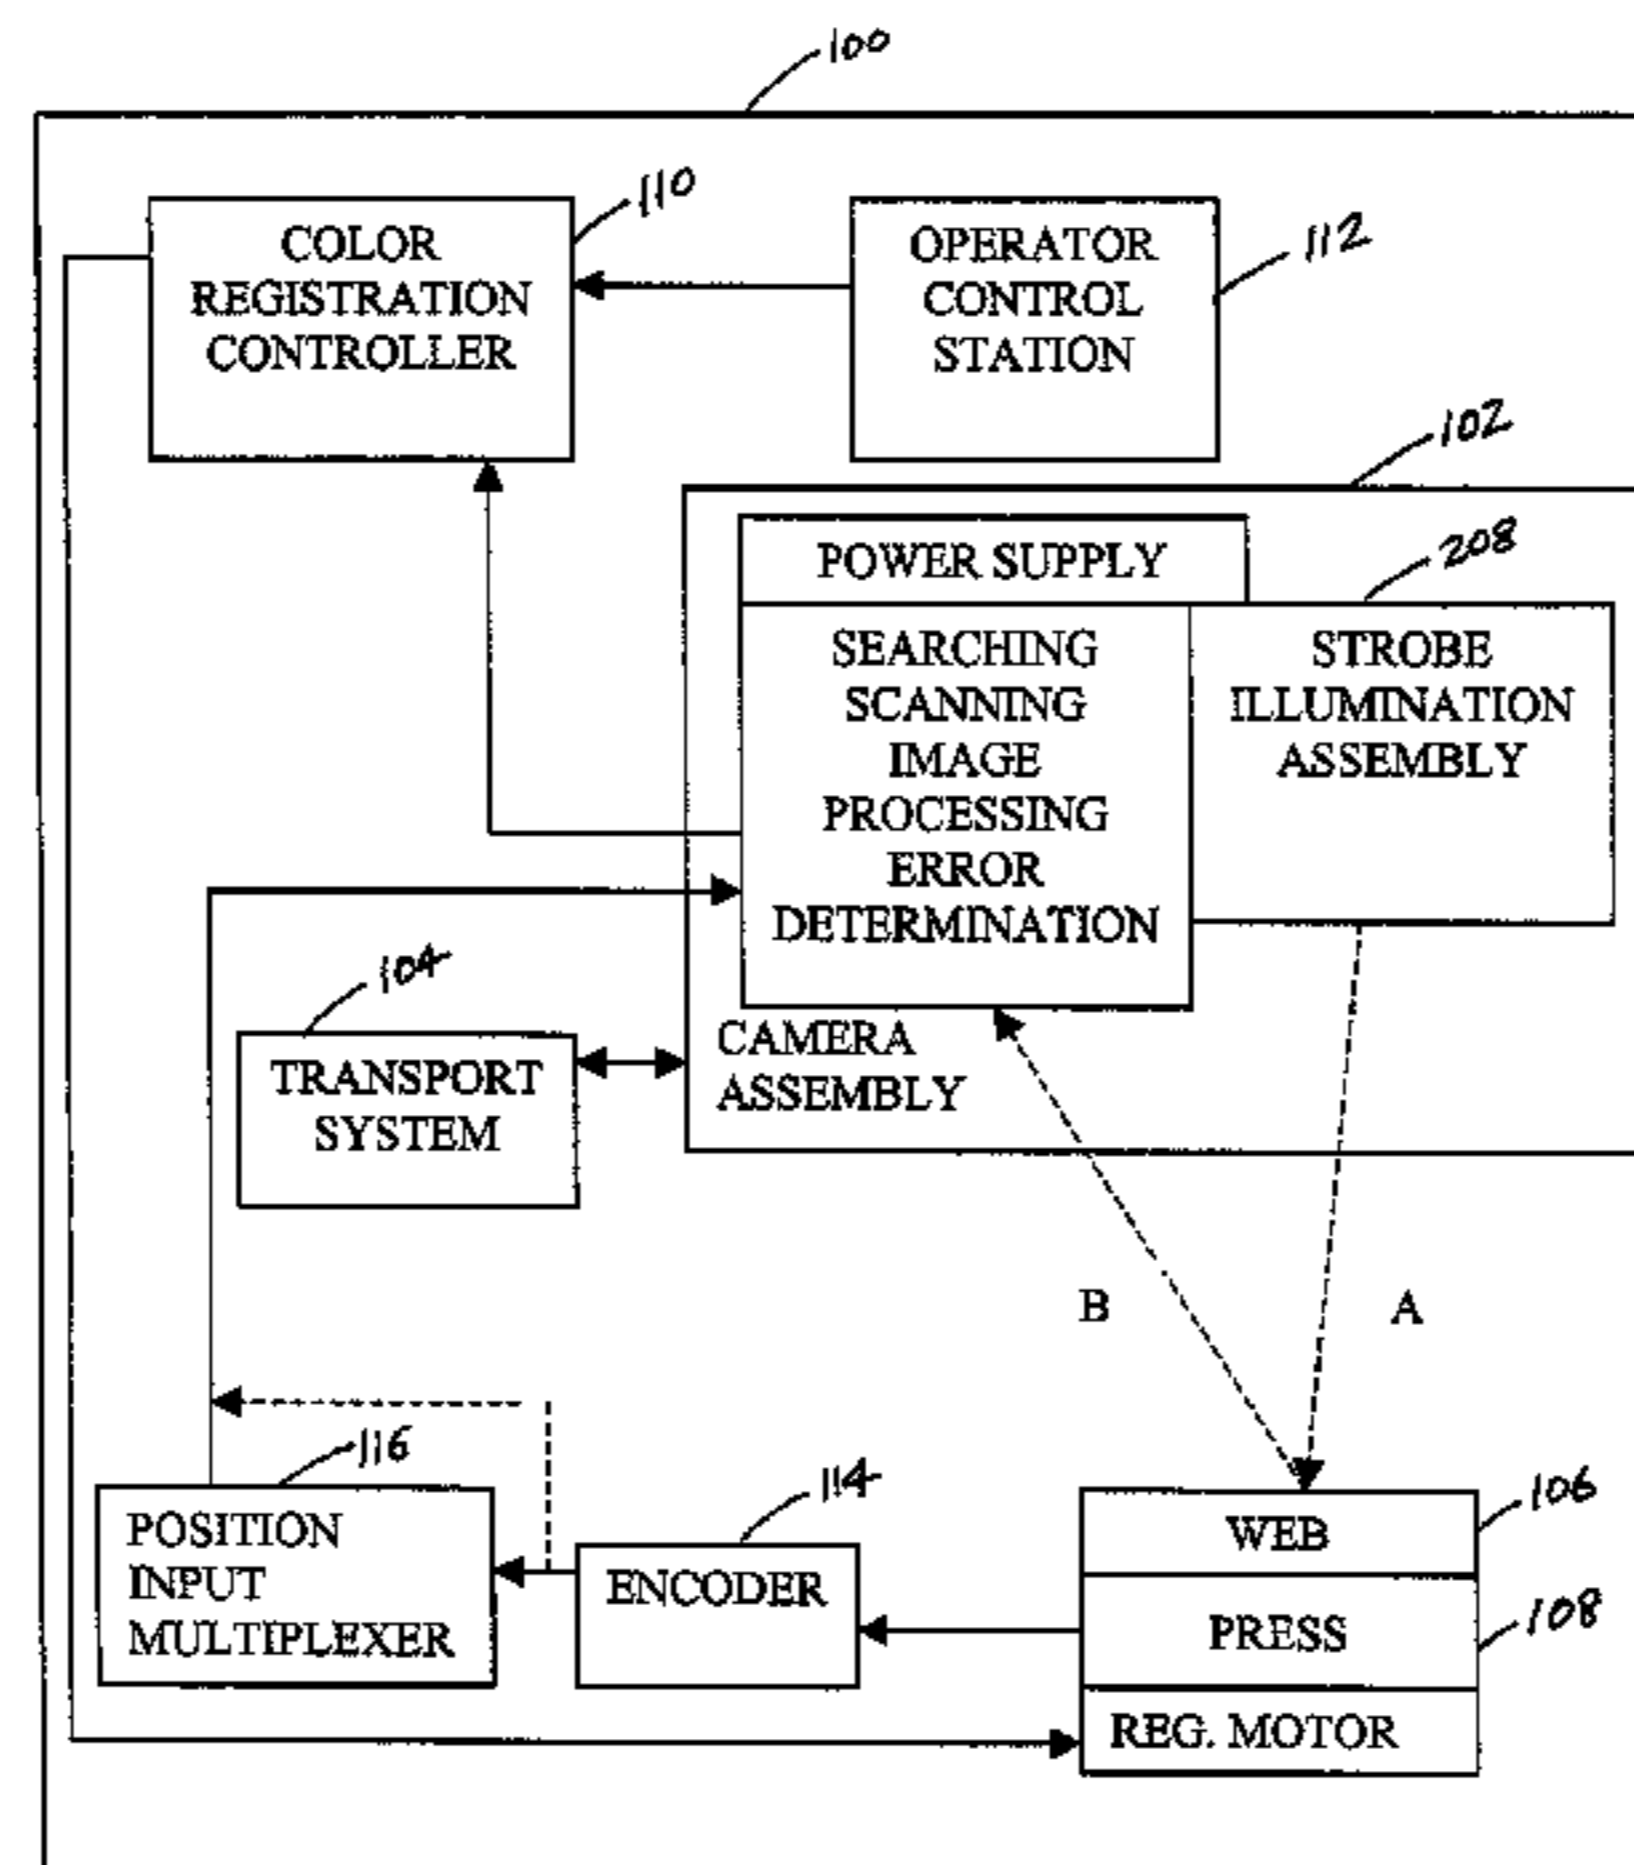 100
110
COLOR
REGISTRATION
CONTROLLER
OPERATOR
CONTROL
STATION
112
102
POWER SUPPLY
208
SEARCHING
SCANNING
IMAGE
PROCESSING
ERROR
DETERMINATION
STROBE
ILLUMINATION
ASSEMBLY
104
TRANSPORT
SYSTEM
CAMERA
ASSEMBLY
B
A
116
POSITION
INPUT
MULTIPLEXER
114
ENCODER
106
WEB
108
PRESS
REG. MOTOR